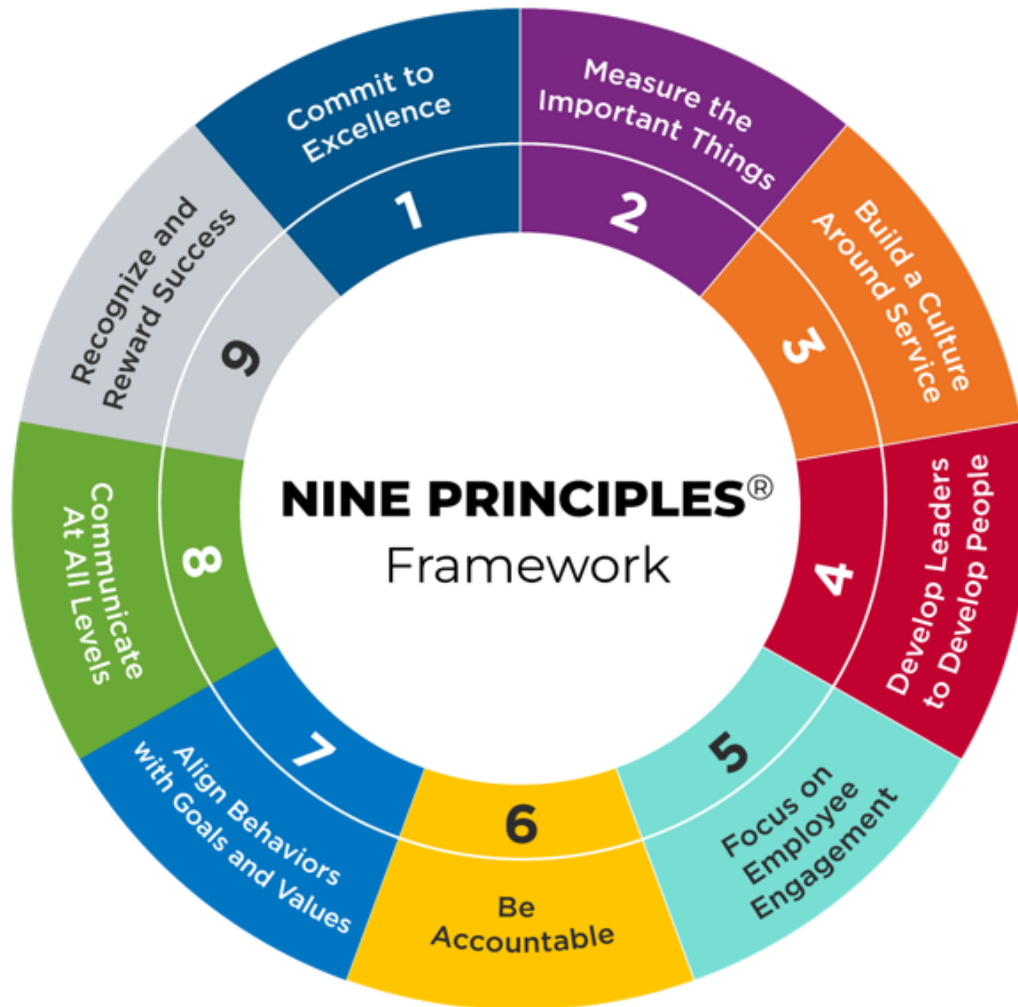 NINE PRINCIPLES®
Framework
1
Commit to
Excellence
2
Measure the
Important Things
3
Build a Culture
Around Service
4
Develop Leaders
to Develop People
5
Focus on
Employee
Engagement
6
Be
Accountable
7
Align Behaviors
with Goals and Values
8
Communicate
At All Levels
9
Recognize and
Reward Success